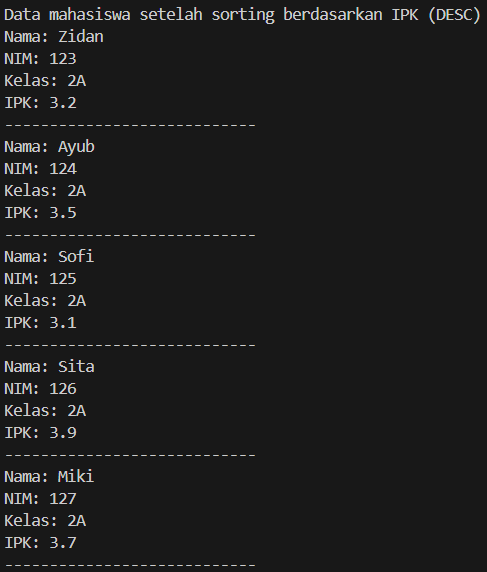 Data mahasiswa setelah sorting berdasarkan IPK (DESC)
Nama: Zidan
NIM: 123
Kelas: 2A
IPK: 3.2
----------------------------
Nama: Ayub
NIM: 124
Kelas: 2A
IPK: 3.5
----------------------------
Nama: Sofi
NIM: 125
Kelas: 2A
IPK: 3.1
----------------------------
Nama: Sita
NIM: 126
Kelas: 2A
IPK: 3.9
----------------------------
Nama: Miki
NIM: 127
Kelas: 2A
IPK: 3.7
----------------------------